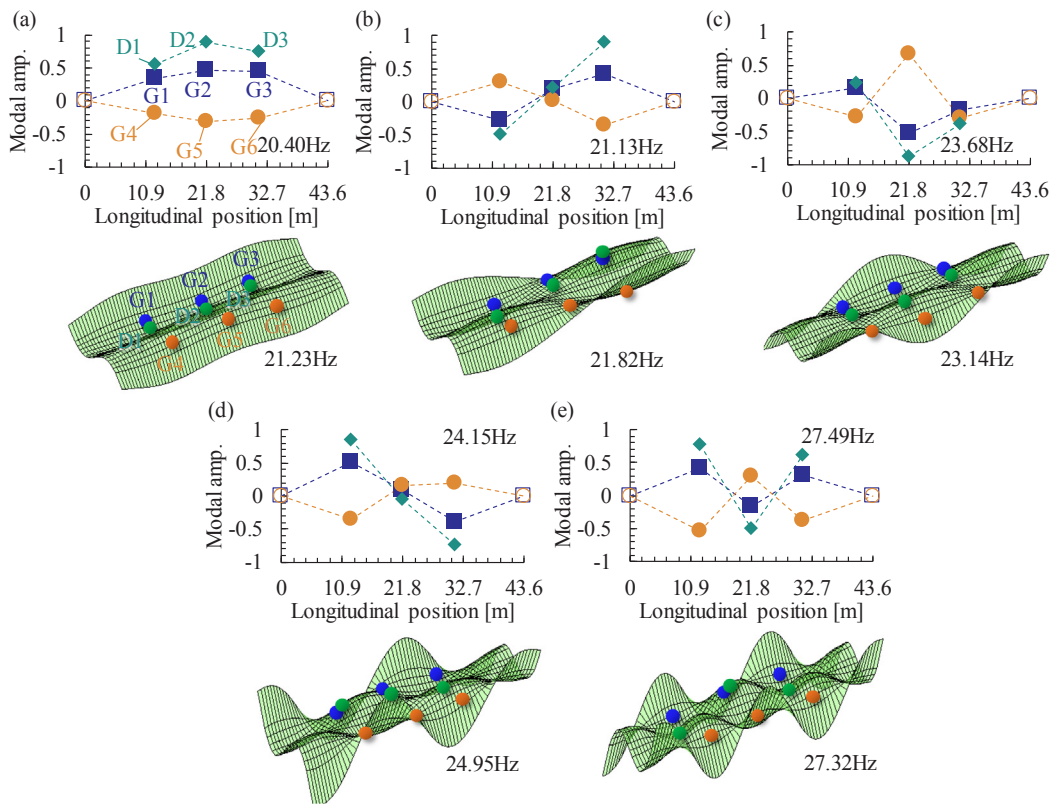 (a)
Modal amp.
1
0.5
0
-0.5
-1
D1
D2
D3
G1
G2
G3
G4
G5
G6
20.40Hz
0
10.9
21.8
32.7
43.6
Longitudinal position [m]
G1
G2
G3
D1
D2
D3
G4
G5
G6
21.23Hz
(b)
Modal amp.
1
0.5
0
-0.5
-1
21.13Hz
0
10.9
21.8
32.7
43.6
Longitudinal position [m]
21.82Hz
(c)
Modal amp.
1
0.5
0
-0.5
-1
23.68Hz
0
10.9
21.8
32.7
43.6
Longitudinal position [m]
23.14Hz
(d)
Modal amp.
1
0.5
0
-0.5
-1
24.15Hz
0
10.9
21.8
32.7
43.6
Longitudinal position [m]
24.95Hz
(e)
Modal amp.
1
0.5
0
-0.5
-1
27.49Hz
0
10.9
21.8
32.7
43.6
Longitudinal position [m]
27.32Hz